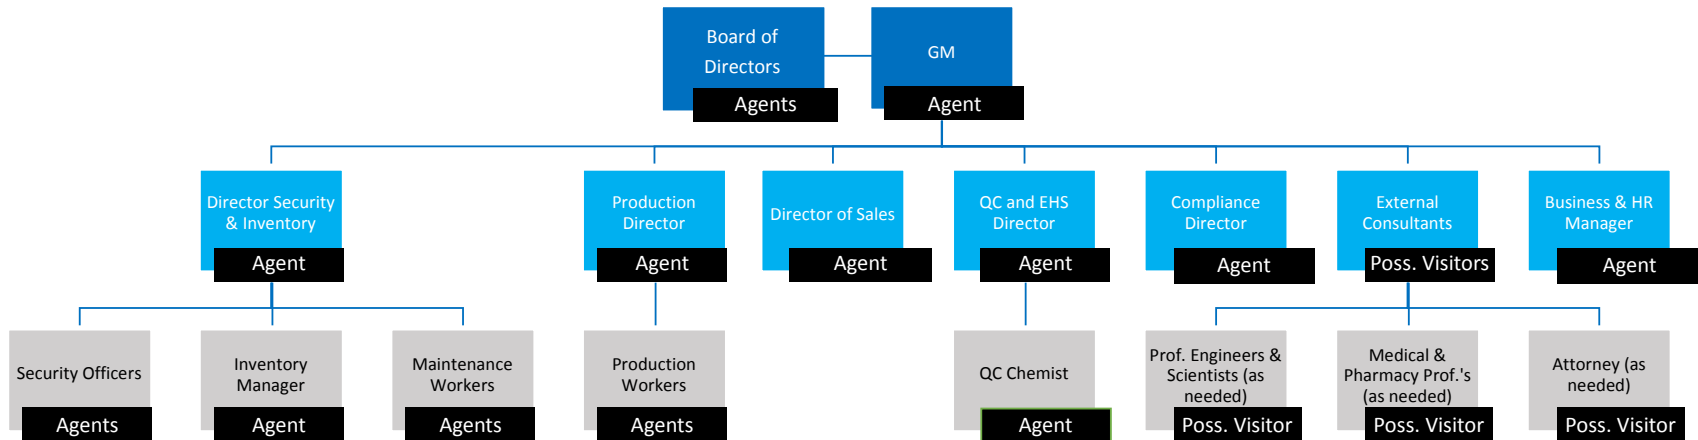 Board of
Directors
Agents
GM
Agent
Director Security
& Inventory
Agent
Production
Director
Agent
Director of Sales
Agent
QC and EHS
Director
Agent
Compliance
Director
Agent
External
Consultants
Poss. Visitors
Business & HR
Manager
Agent
Security Officers
Agents
Inventory
Manager
Agent
Maintenance
Workers
Agents
Production
Workers
Agents
QC Chemist
Agent
Prof. Engineers &
Scientists (as
needed)
Poss. Visitor
Medical &
Pharmacy Prof.'s
(as needed)
Poss. Visitor
Attorney (as
needed)
Poss. Visitor